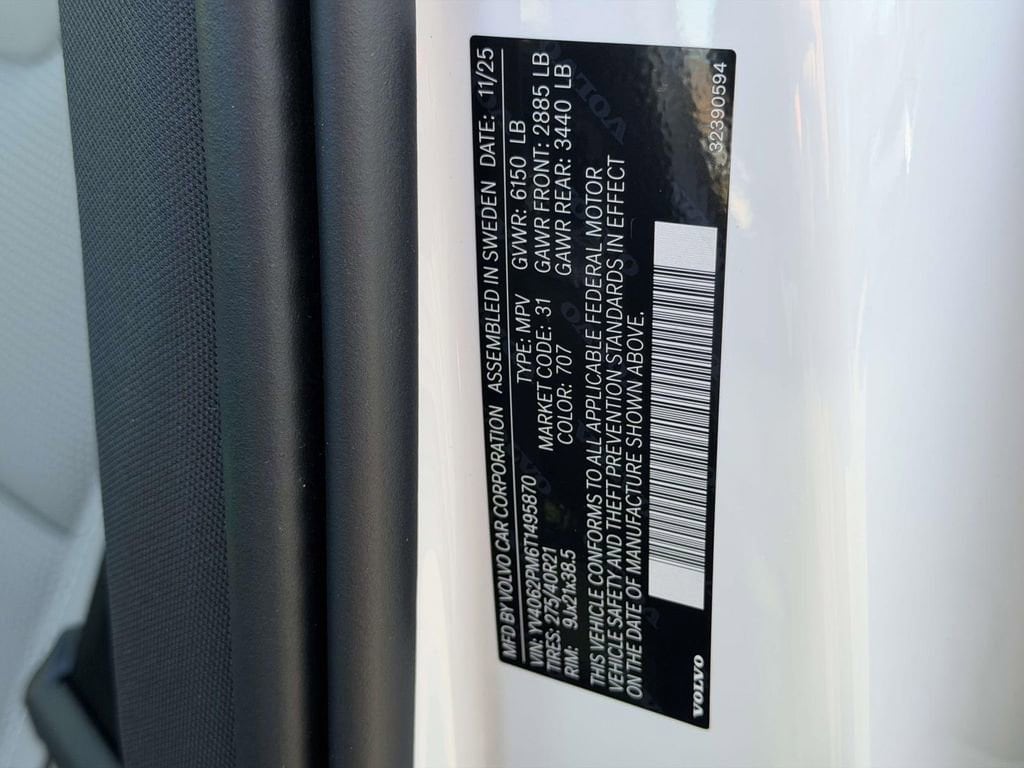 MFD BY VOLVO CAR CORPORATION ASSEMBLED IN SWEDEN DATE: 11/25
VIN: YV4062PM6T1495870 TYPE: MPV GVWR: 6150 LB
TIRES: 275/40R21 MARKET CODE: 31 GAWR FRONT: 2885 LB
RIM: 9Jx21x38.5 COLOR: 707 GAWR REAR: 3440 LB
THIS VEHICLE CONFORMS TO ALL APPLICABLE FEDERAL MOTOR
VEHICLE SAFETY AND THEFT PREVENTION STANDARDS IN EFFECT
ON THE DATE OF MANUFACTURE SHOWN ABOVE.
VOLVO 32390594